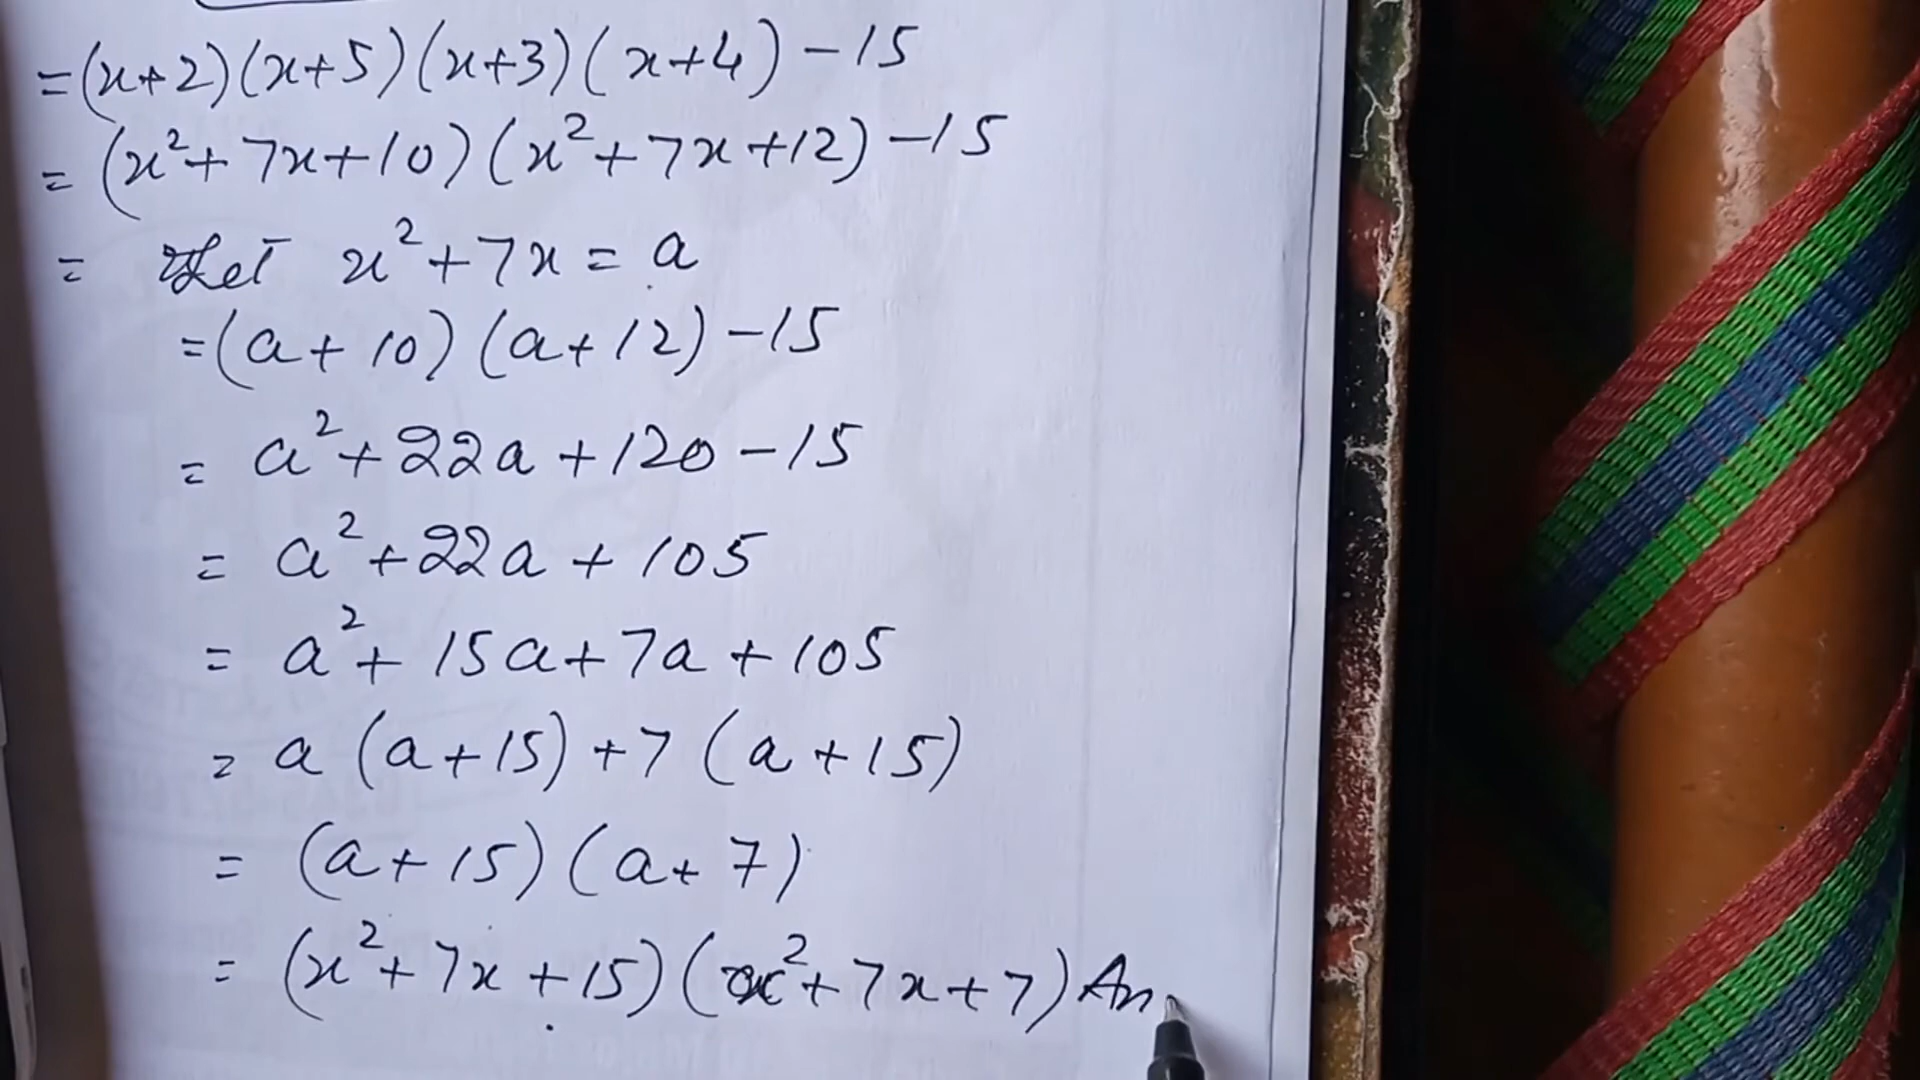 =(x+2)(x+5)(x+3)(x+4)-15
= (x²+7x+10)(x²+7x+12)-15
= Let x²+7x = a
=(a+10)(a+12)-15
= a²+22a+120-15
= a²+22a+105
= a²+15a+7a+105
= a(a+15)+7(a+15)
= (a+15)(a+7)
= (x²+7x+15)(x²+7x+7) An